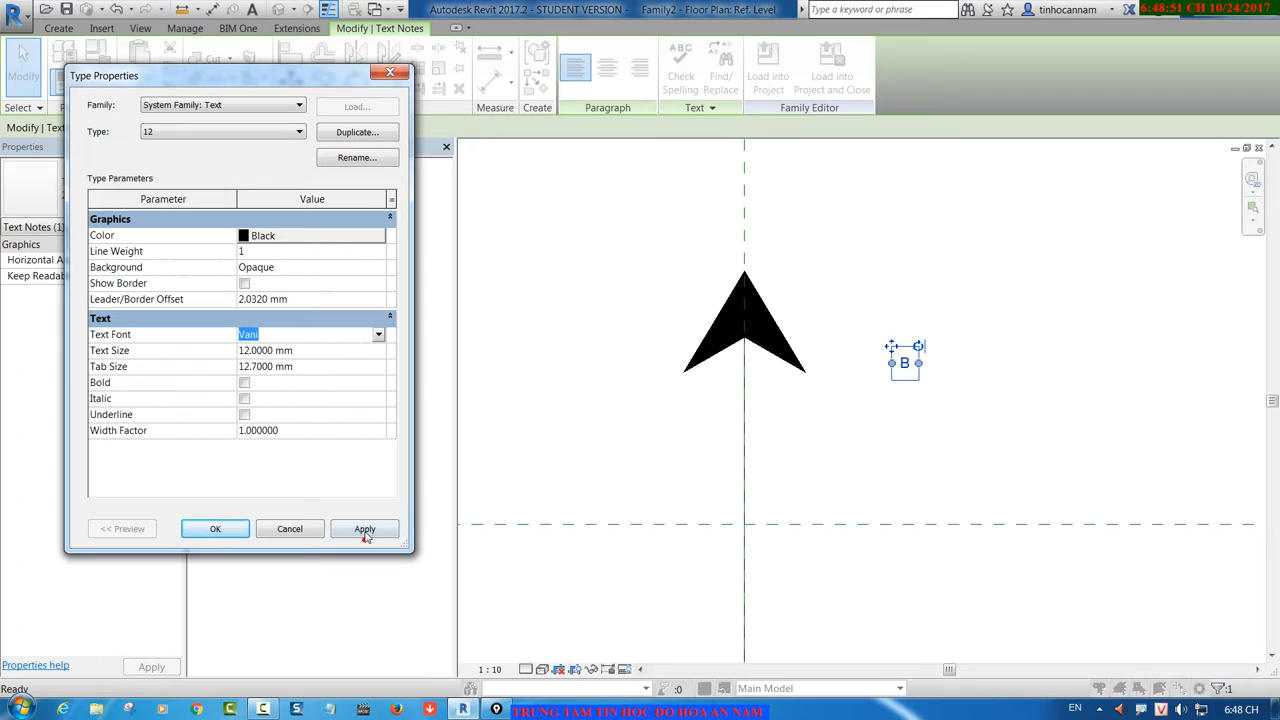 Autodesk Revit 2017.2 - STUDENT VERSION - Family2 - Floor Plan: Ref. Level
Type a keyword or phrase
tinhocannam
6:48:51 CH 10/24/2017
Create
Insert
View
Manage
BIM One
Extensions
Modify | Text Notes
Select
Measure
Create
Paragraph
Check
Spelling
Find/
Replace
Text
Load into
Project
Load into
Project and Close
Family Editor
Modify | Text
Properties
Text Notes (1)
Graphics
Horizontal A
Keep Readab
Properties help
Apply
Type Properties
Family:
System Family: Text
Load...
Type:
12
Duplicate...
Rename...
Type Parameters
Parameter
Value
=
Graphics
Color
Black
Line Weight
1
Background
Opaque
Show Border
Leader/Border Offset
2.0320 mm
Text
Text Font
Vani
Text Size
12.0000 mm
Tab Size
12.7000 mm
Bold
Italic
Underline
Width Factor
1.000000
<< Preview
OK
Cancel
Apply
B
1 : 10
Ready
:0
Main Model
:1
TRUNG TAM TIN HOC DO HOA AN NAM
EN
6:48 CH